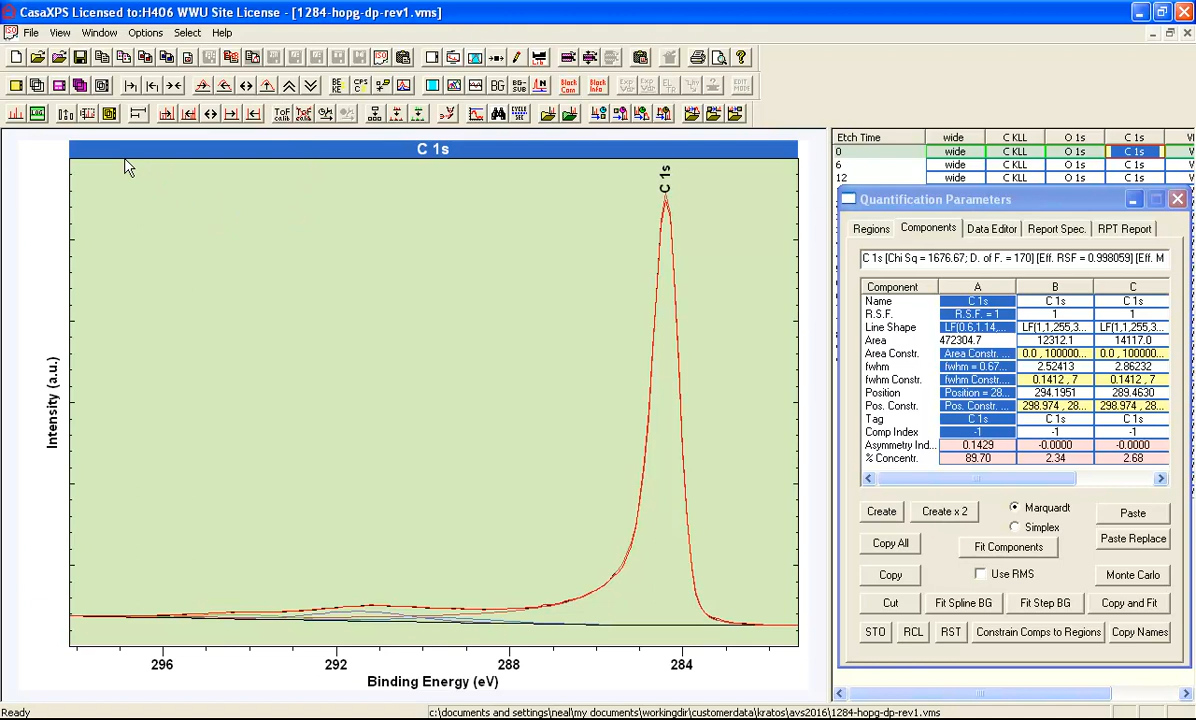 CasaXPS Licensed to:H406 WWU Site License - [1284-hopg-dp-rev1.vms]
File View Window Options Select Help
C 1s
C 1s
Intensity (a.u.)
296 292 288 284
Binding Energy (eV)
Etch Time wide C KLL O 1s C 1s
0 wide C KLL O 1s C 1s
6 wide C KLL O 1s C 1s
12 wide C KLL O 1s C 1s
Quantification Parameters
Regions Components Data Editor Report Spec. RPT Report
C 1s [Chi Sq = 1676.67; D. of F. = 170] [Eff. RSF = 0.998059] [Eff. M
Component A B C
Name C 1s C 1s C 1s
R.S.F. R.S.F. = 1 1 1
Line Shape LF(0.6,1.14,... LF(1,1,255,3... LF(1,1,255,3...
Area 472304.7 12312.1 14117.0
Area Constr. Area Constr. ... 0.0 , 100000... 0.0 , 100000...
fwhm fwhm = 0.67... 2.52413 2.86232
fwhm Constr. fwhm Constr.... 0.1412 , 7 0.1412 , 7
Position Position = 28... 294.1951 289.4630
Pos. Constr. Pos. Constr. ... 298.974 , 28... 298.974 , 28...
Tag C 1s C 1s C 1s
Comp Index -1 -1 -1
Asymmetry Ind... 0.1429 -0.0000 -0.0000
% Concentr. 89.70 2.34 2.68
Create Create x 2 Marquardt Paste
Simplex
Copy All Fit Components Paste Replace
Copy Use RMS Monte Carlo
Cut Fit Spline BG Fit Step BG Copy and Fit
STO RCL RST Constrain Comps to Regions Copy Names
Ready c:\documents and settings\neal\my documents\workingdir\customerdata\kratos\avs2016\1284-hopg-dp-rev1.vms